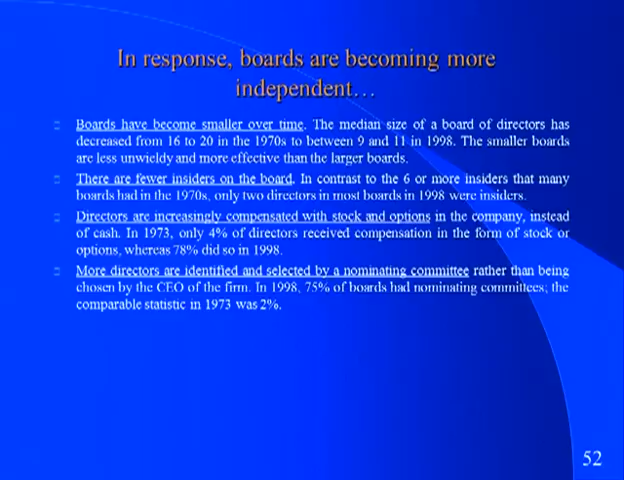 In response, boards are becoming more
independent…
Boards have become smaller over time. The median size of a board of directors has
decreased from 16 to 20 in the 1970s to between 9 and 11 in 1998. The smaller boards
are less unwieldy and more effective than the larger boards.
There are fewer insiders on the board. In contrast to the 6 or more insiders that many
boards had in the 1970s, only two directors in most boards in 1998 were insiders.
Directors are increasingly compensated with stock and options in the company, instead
of cash. In 1973, only 4% of directors received compensation in the form of stock or
options, whereas 78% did so in 1998.
More directors are identified and selected by a nominating committee rather than being
chosen by the CEO of the firm. In 1998, 75% of boards had nominating committees; the
comparable statistic in 1973 was 2%.
52